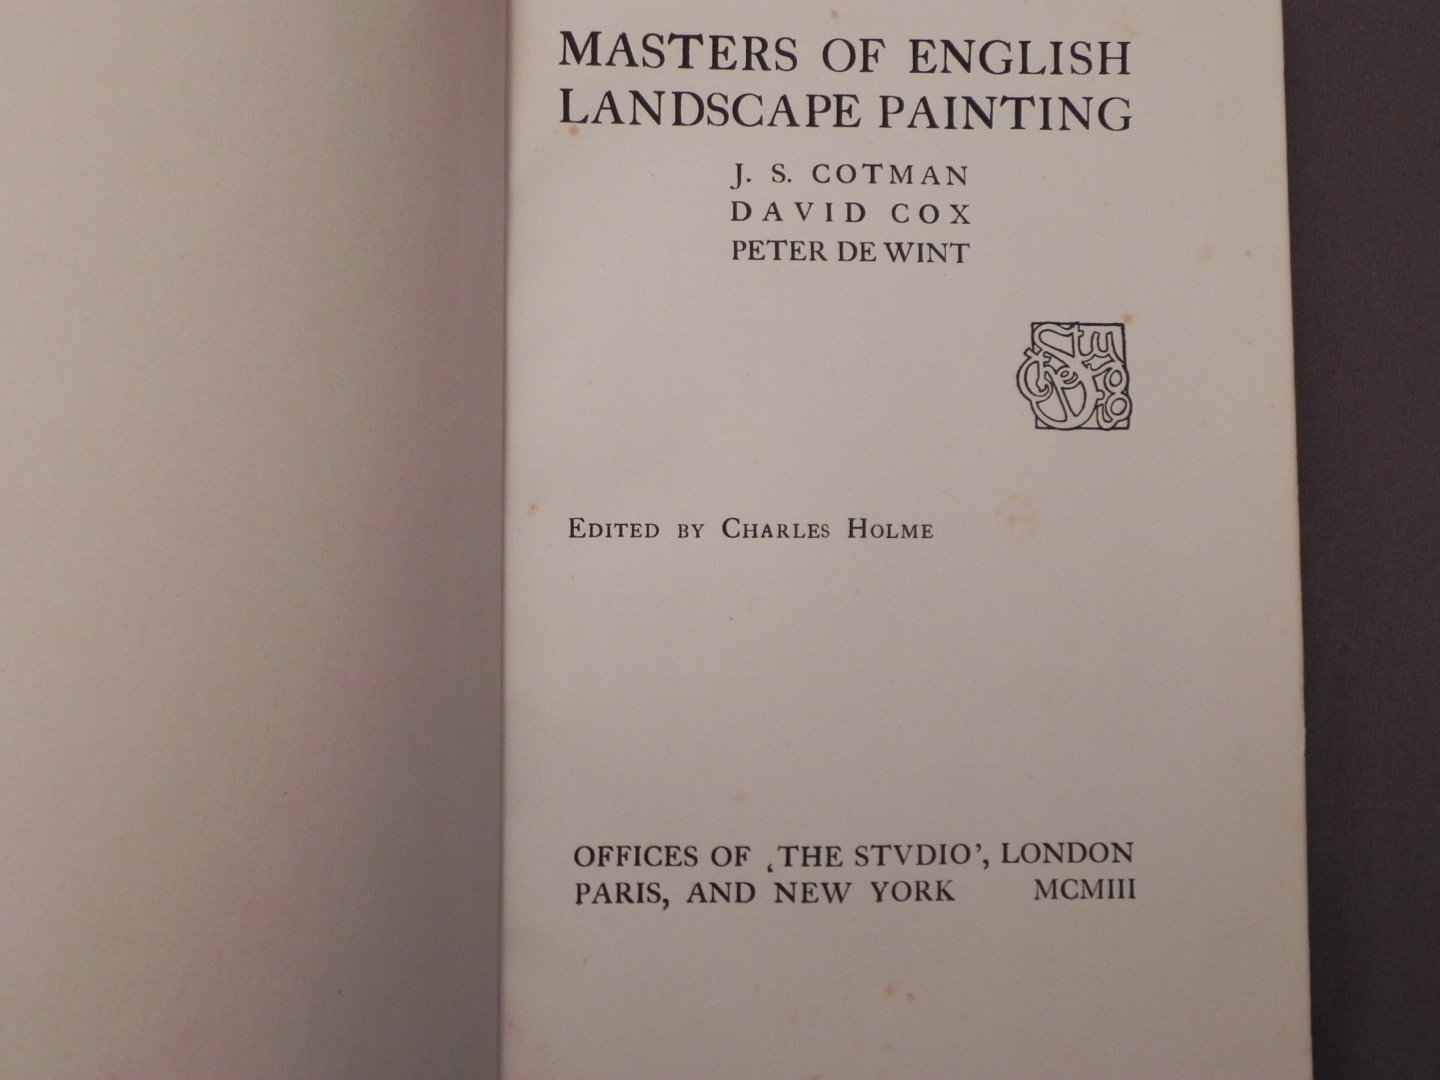 MASTERS OF ENGLISH
LANDSCAPE PAINTING
J. S. COTMAN
DAVID COX
PETER DE WINT
EDITED BY CHARLES HOLME
OFFICES OF ‚THE STVDIO’, LONDON
PARIS, AND NEW YORK MCMIII